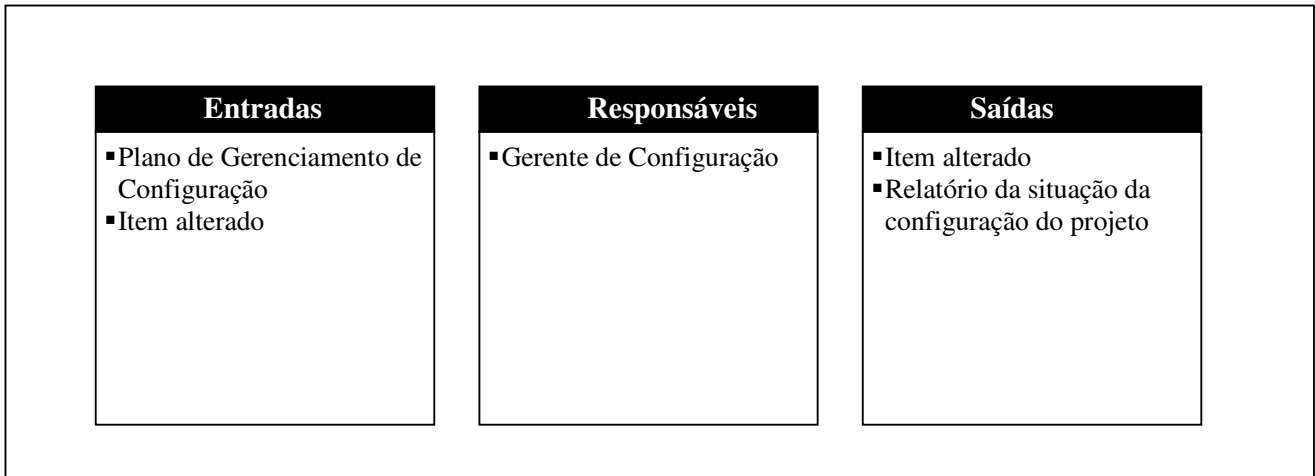 Entradas
▪Plano de Gerenciamento de
Configuração
▪Item alterado
Responsáveis
▪Gerente de Configuração
Saídas
▪Item alterado
▪Relatório da situação da
configuração do projeto